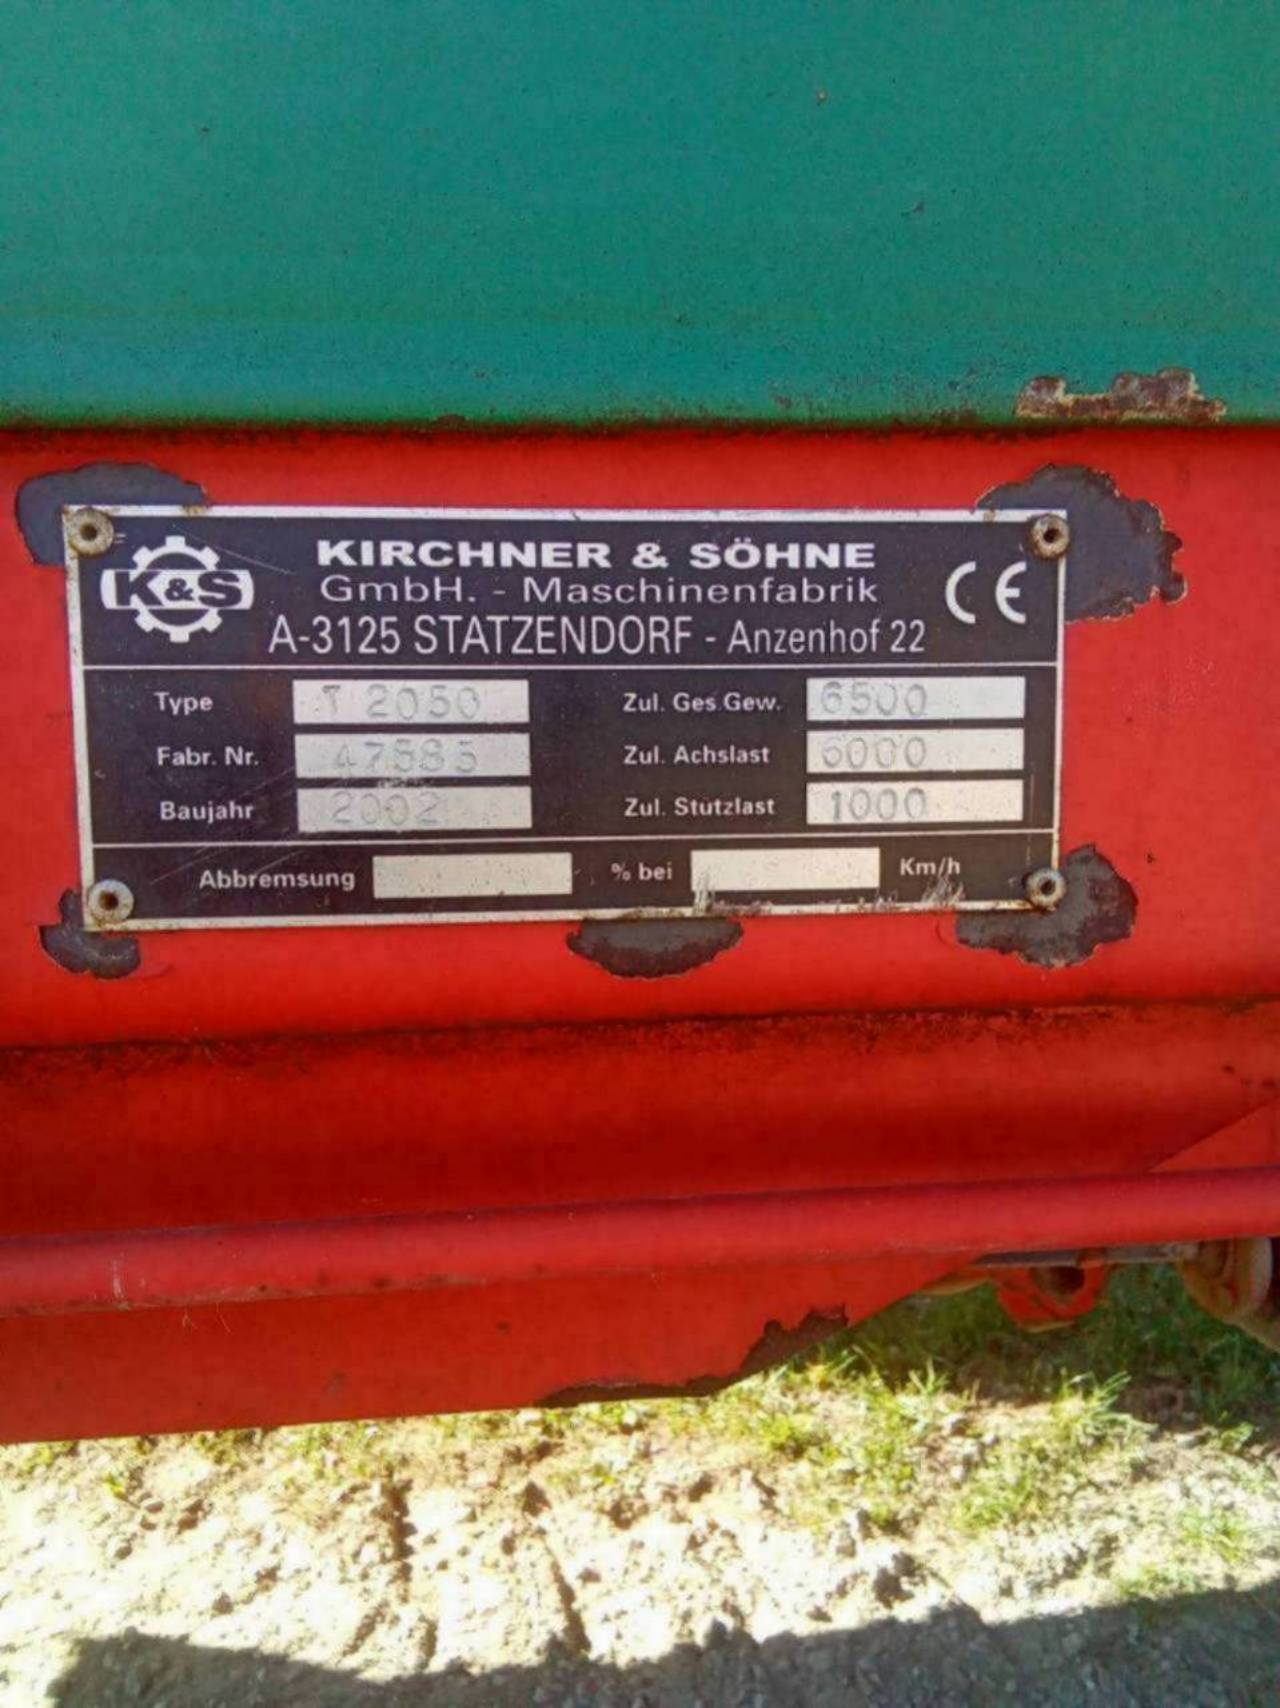 K&S
KIRCHNER & SÖHNE
GmbH. - Maschinenfabrik
A-3125 STATZENDORF - Anzenhof 22
CE
Type T 2050 Zul. Ges.Gew. 6500
Fabr. Nr. Zul. Achslast 6000
Baujahr 2002 Zul. Stützlast 1000
Abbremsung % bei Km/h